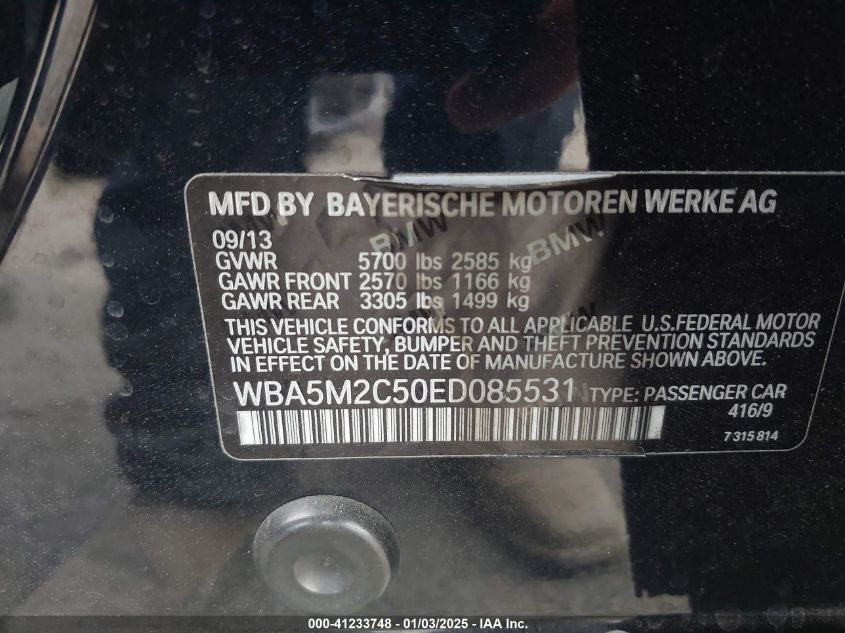 MFD BY BAYERISCHE MOTOREN WERKE AG
09/13
GVWR 5700 lbs 2585 kg
GAWR FRONT 2570 lbs 1166 kg
GAWR REAR 3305 lbs 1499 kg
BMW BMW
THIS VEHICLE CONFORMS TO ALL APPLICABLE U.S.FEDERAL MOTOR
VEHICLE SAFETY, BUMPER, AND THEFT PREVENTION STANDARDS
IN EFFECT ON THE DATE OF MANUFACTURE SHOWN ABOVE.
WBA5M2C50ED085531 TYPE: PASSENGER CAR
416/9
7315814
000-41233748 - 01/03/2025 - IAA Inc.